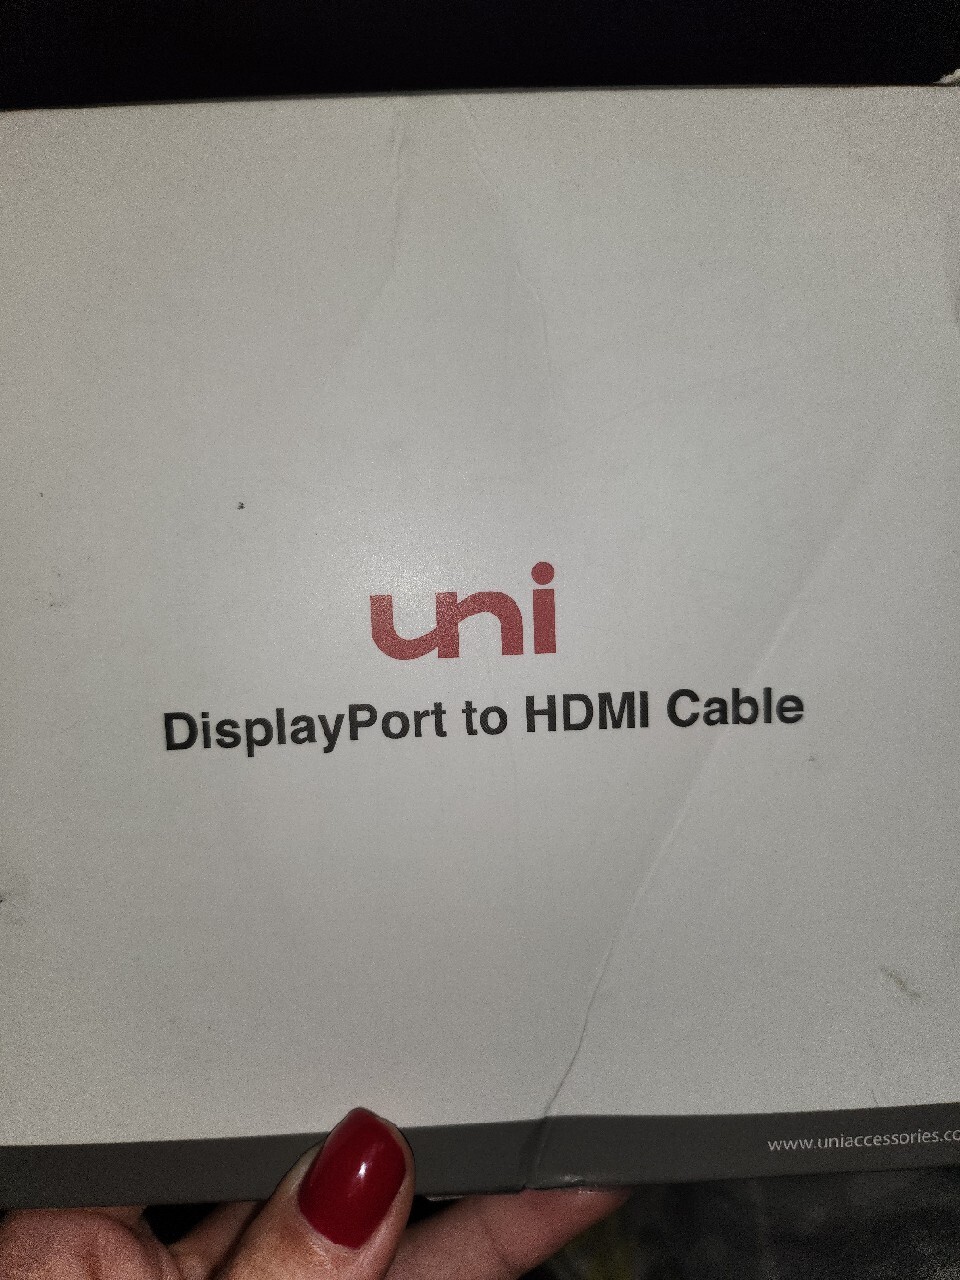 uni
DisplayPort to HDMI Cable
www.uniaccessories.co